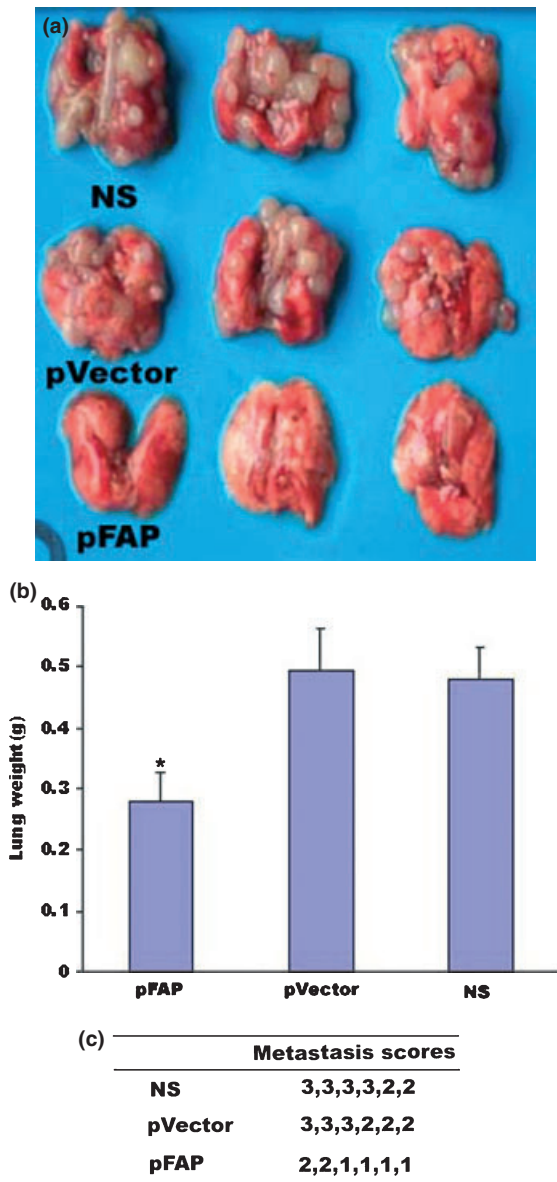 (a)
NS
pVector
pFAP
(b)
0.6
0.5
0.4
0.3
0.2
0.1
0
Lung weight (g)
*
pFAP pVector NS
(c)
Metastasis scores
NS 3,3,3,3,2,2
pVector 3,3,3,2,2,2
pFAP 2,2,1,1,1,1